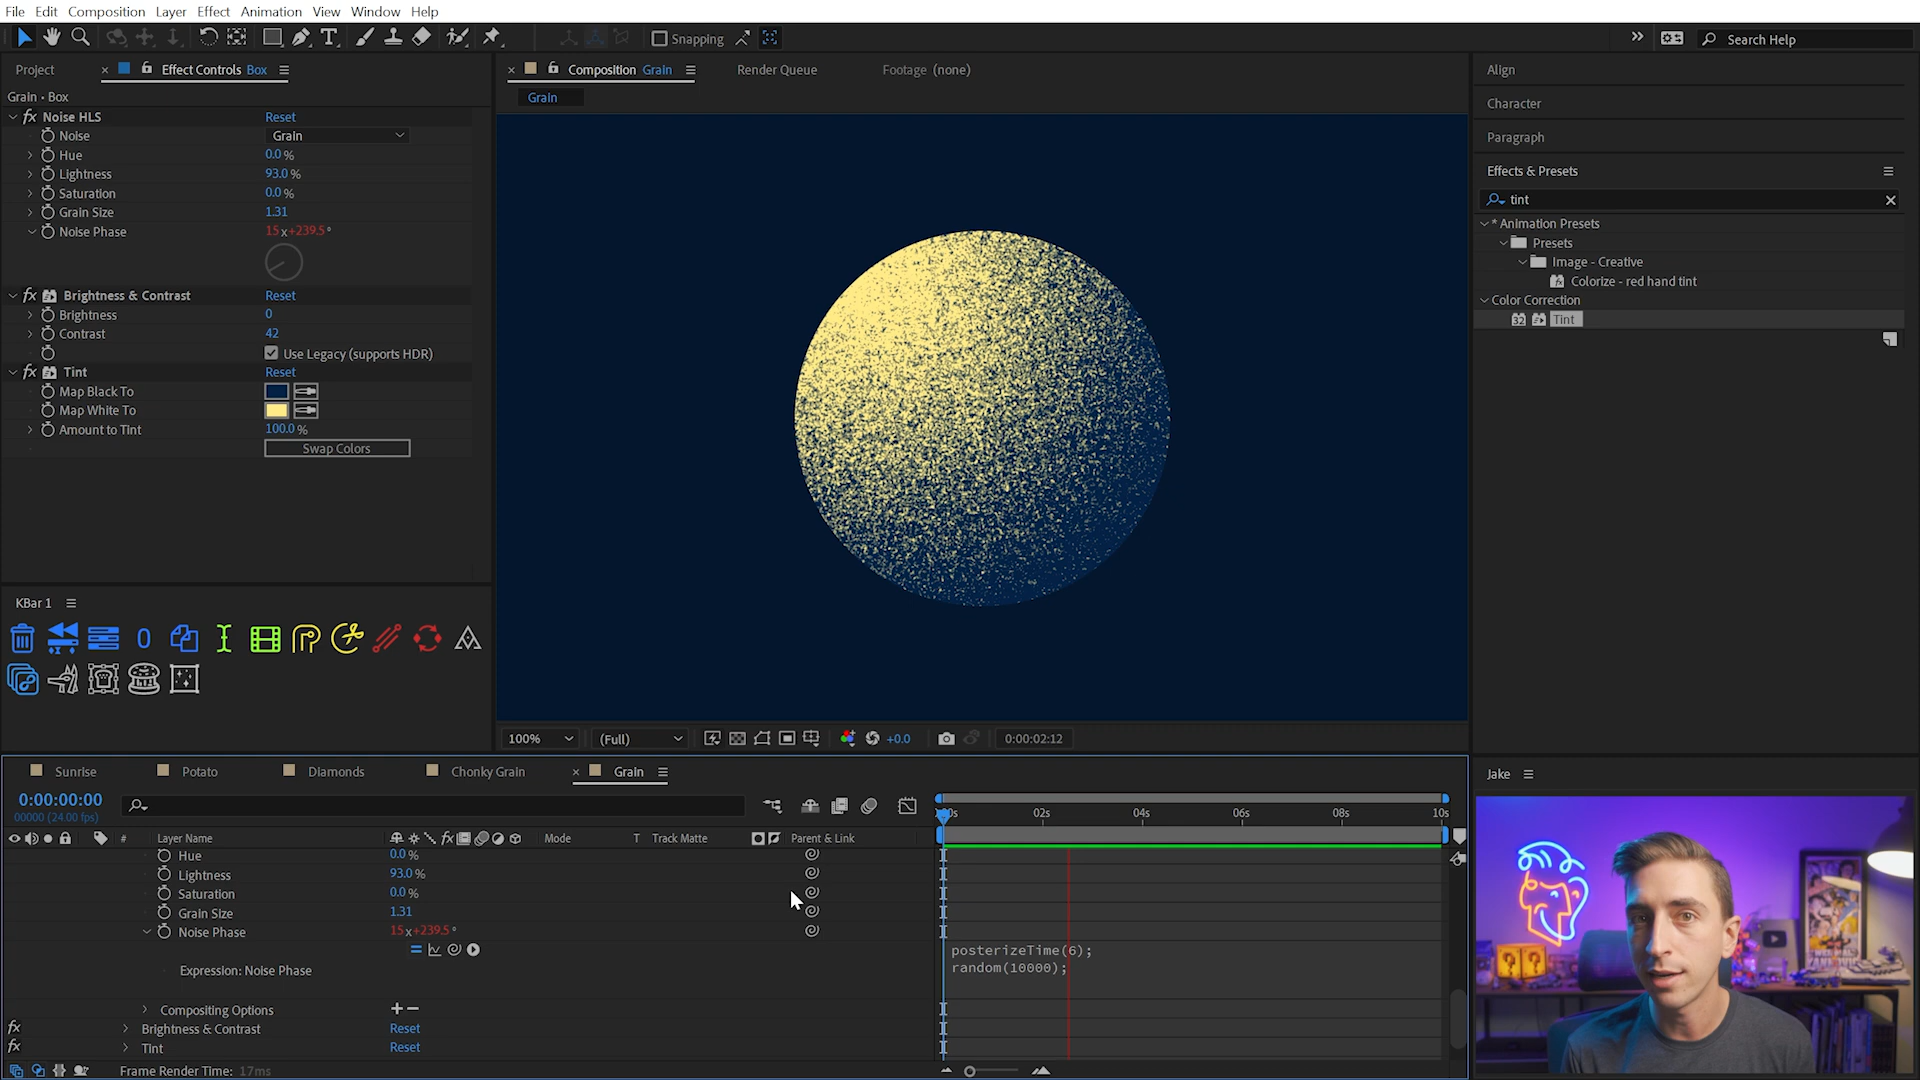 File Edit Composition Layer Effect Animation View Window Help
Snapping
Search Help
Project
Effect Controls Box
Composition Grain
Render Queue
Footage (none)
Grain
Grain • Box
Noise HLS Reset
Noise Grain
Hue 0.0 %
Lightness 93.0 %
Saturation 0.0 %
Grain Size 1.31
Noise Phase 15x+239.5°
Brightness & Contrast Reset
Brightness 0
Contrast 42
Use Legacy (supports HDR)
Tint Reset
Map Black To
Map White To
Amount to Tint 100.0 %
Swap Colors
KBar 1
100% (Full) +0.0 0:00:02:12
Align
Character
Paragraph
Effects & Presets
tint
* Animation Presets
Presets
Image - Creative
Colorize - red hand tint
Color Correction
32 Tint
Sunrise Potato Diamonds Chonky Grain Grain
0:00:00:00
00000 (24.00 fps)
# Layer Name Mode T Track Matte Parent & Link
02s 04s 06s 08s 10s
Hue 0.0 %
Lightness 93.0 %
Saturation 0.0 %
Grain Size 1.31
Noise Phase 15x+239.5°
Expression: Noise Phase
posterizeTime(6);
random(10000);
Compositing Options +−
fx Brightness & Contrast Reset
fx Tint Reset
Frame Render Time: 17ms
Jake